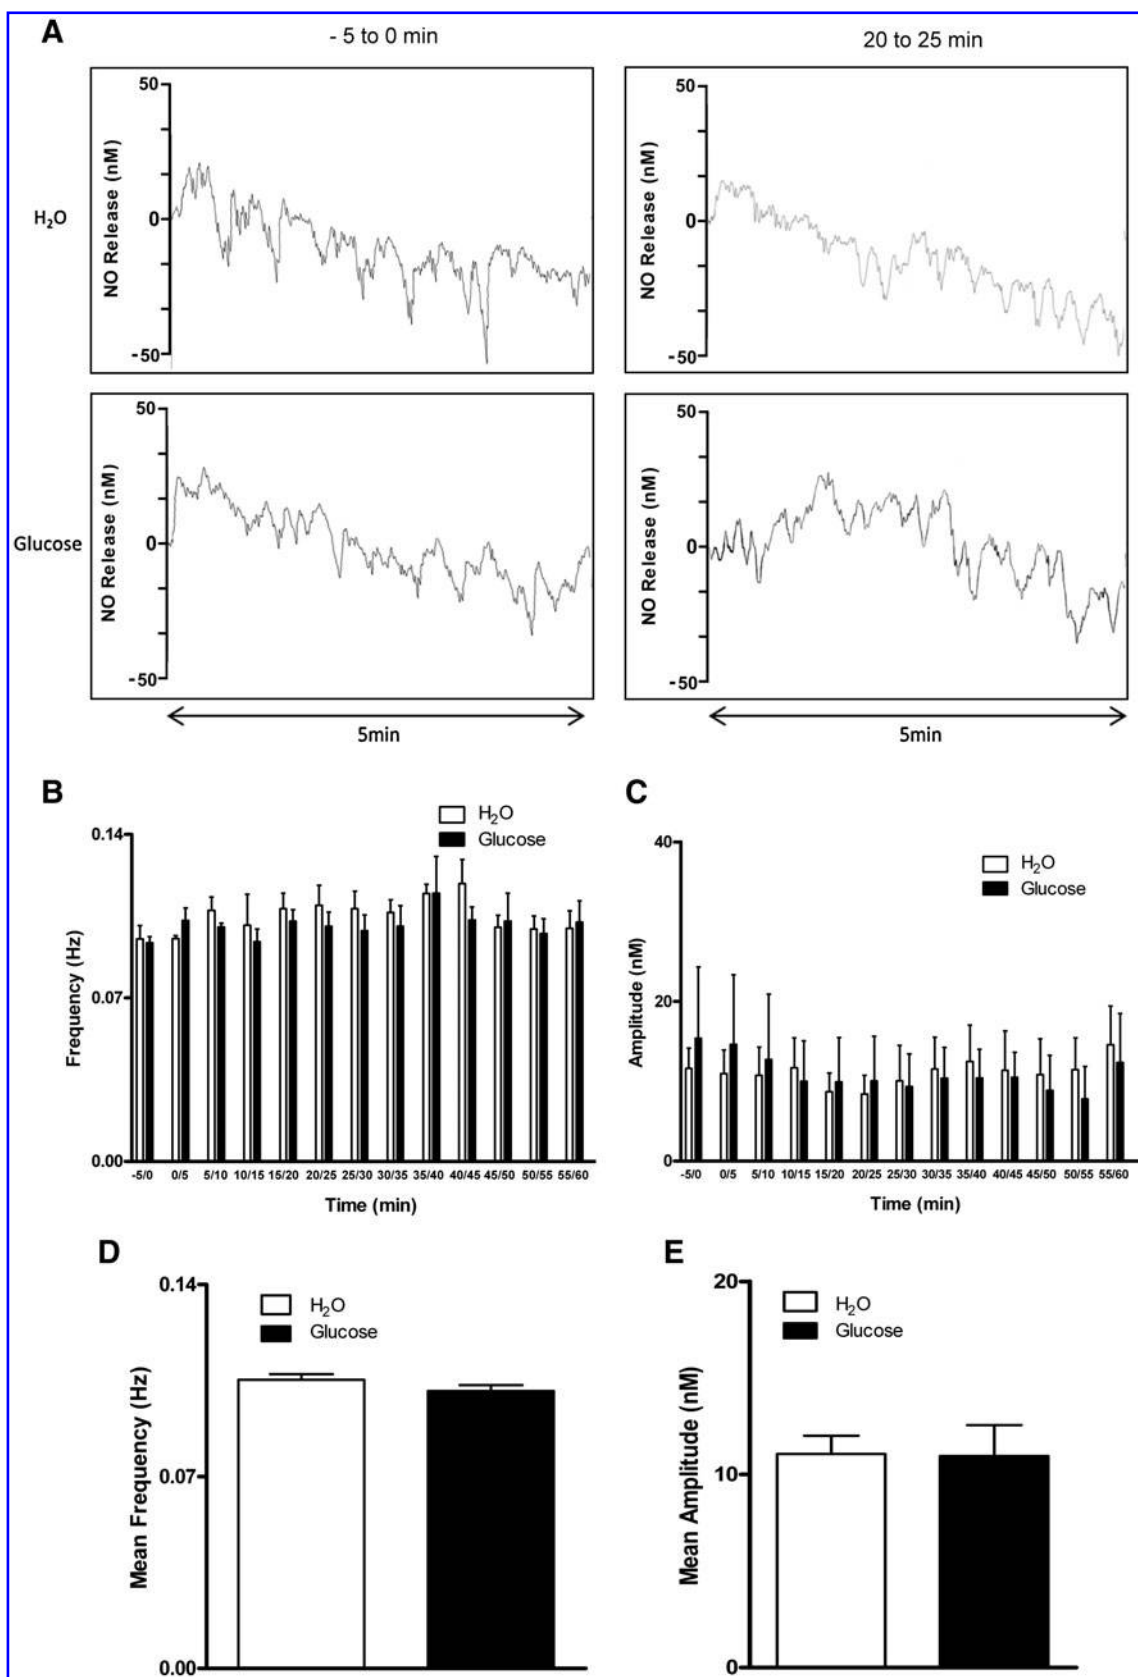 A
- 5 to 0 min
20 to 25 min
H₂O
NO Release (nM)
50
0
-50
NO Release (nM)
50
0
-50
Glucose
NO Release (nM)
50
0
-50
NO Release (nM)
50
0
-50
5min
5min
B
H₂O
Glucose
Frequency (Hz)
0.14
0.07
0.00
-5/0 0/5 5/10 10/15 15/20 20/25 25/30 30/35 35/40 40/45 45/50 50/55 55/60
Time (min)
C
H₂O
Glucose
Amplitude (nM)
40
20
0
-5/0 0/5 5/10 10/15 15/20 20/25 25/30 30/35 35/40 40/45 45/50 50/55 55/60
Time (min)
D
H₂O
Glucose
Mean Frequency (Hz)
0.14
0.07
0.00
E
H₂O
Glucose
Mean Amplitude (nM)
20
10
0